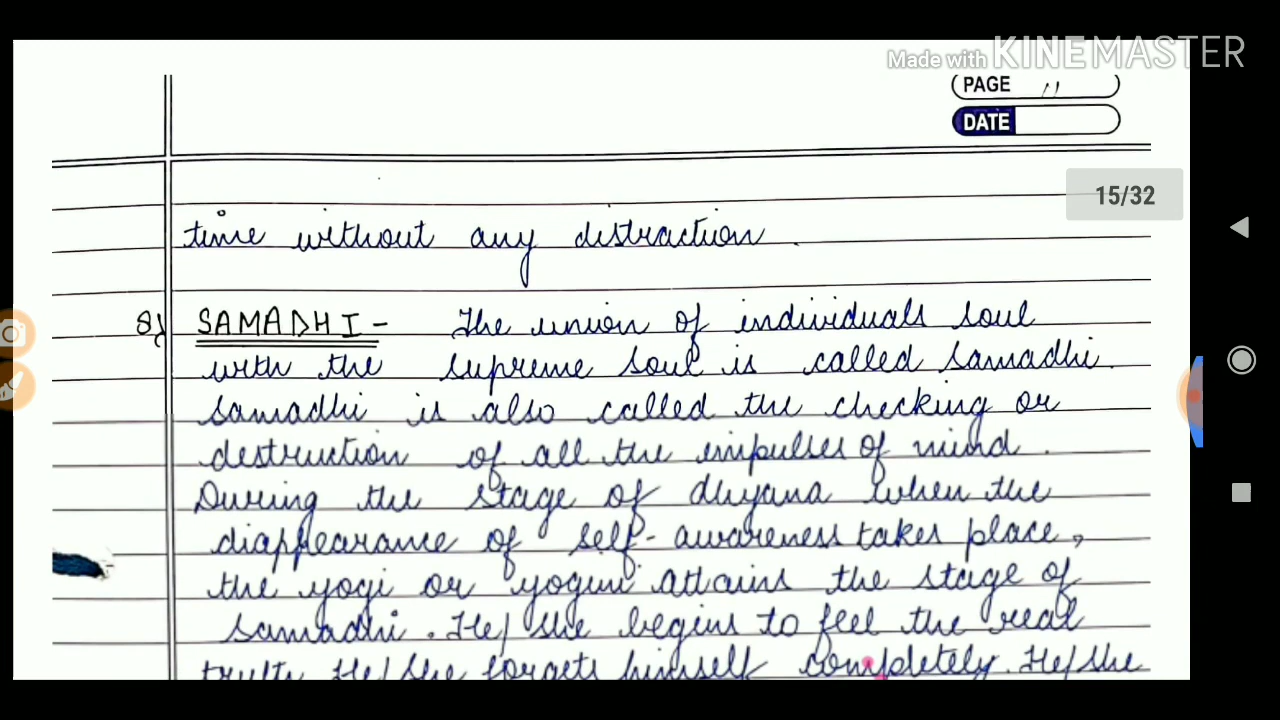 Made with KINEMASTER
PAGE 11
DATE
15/32
time without any distraction.
8) SAMADHI - The union of individuals soul
with the supreme soul is called samadhi.
samadhi is also called the checking or
destruction of all the impulses of mind.
During the stage of dhyana when the
diappearance of self-awareness takes place,
the yogi or yogini attains the stage of
samadhi. He/she begins to feel the real
truth. He/she forgets himself completely. He/she